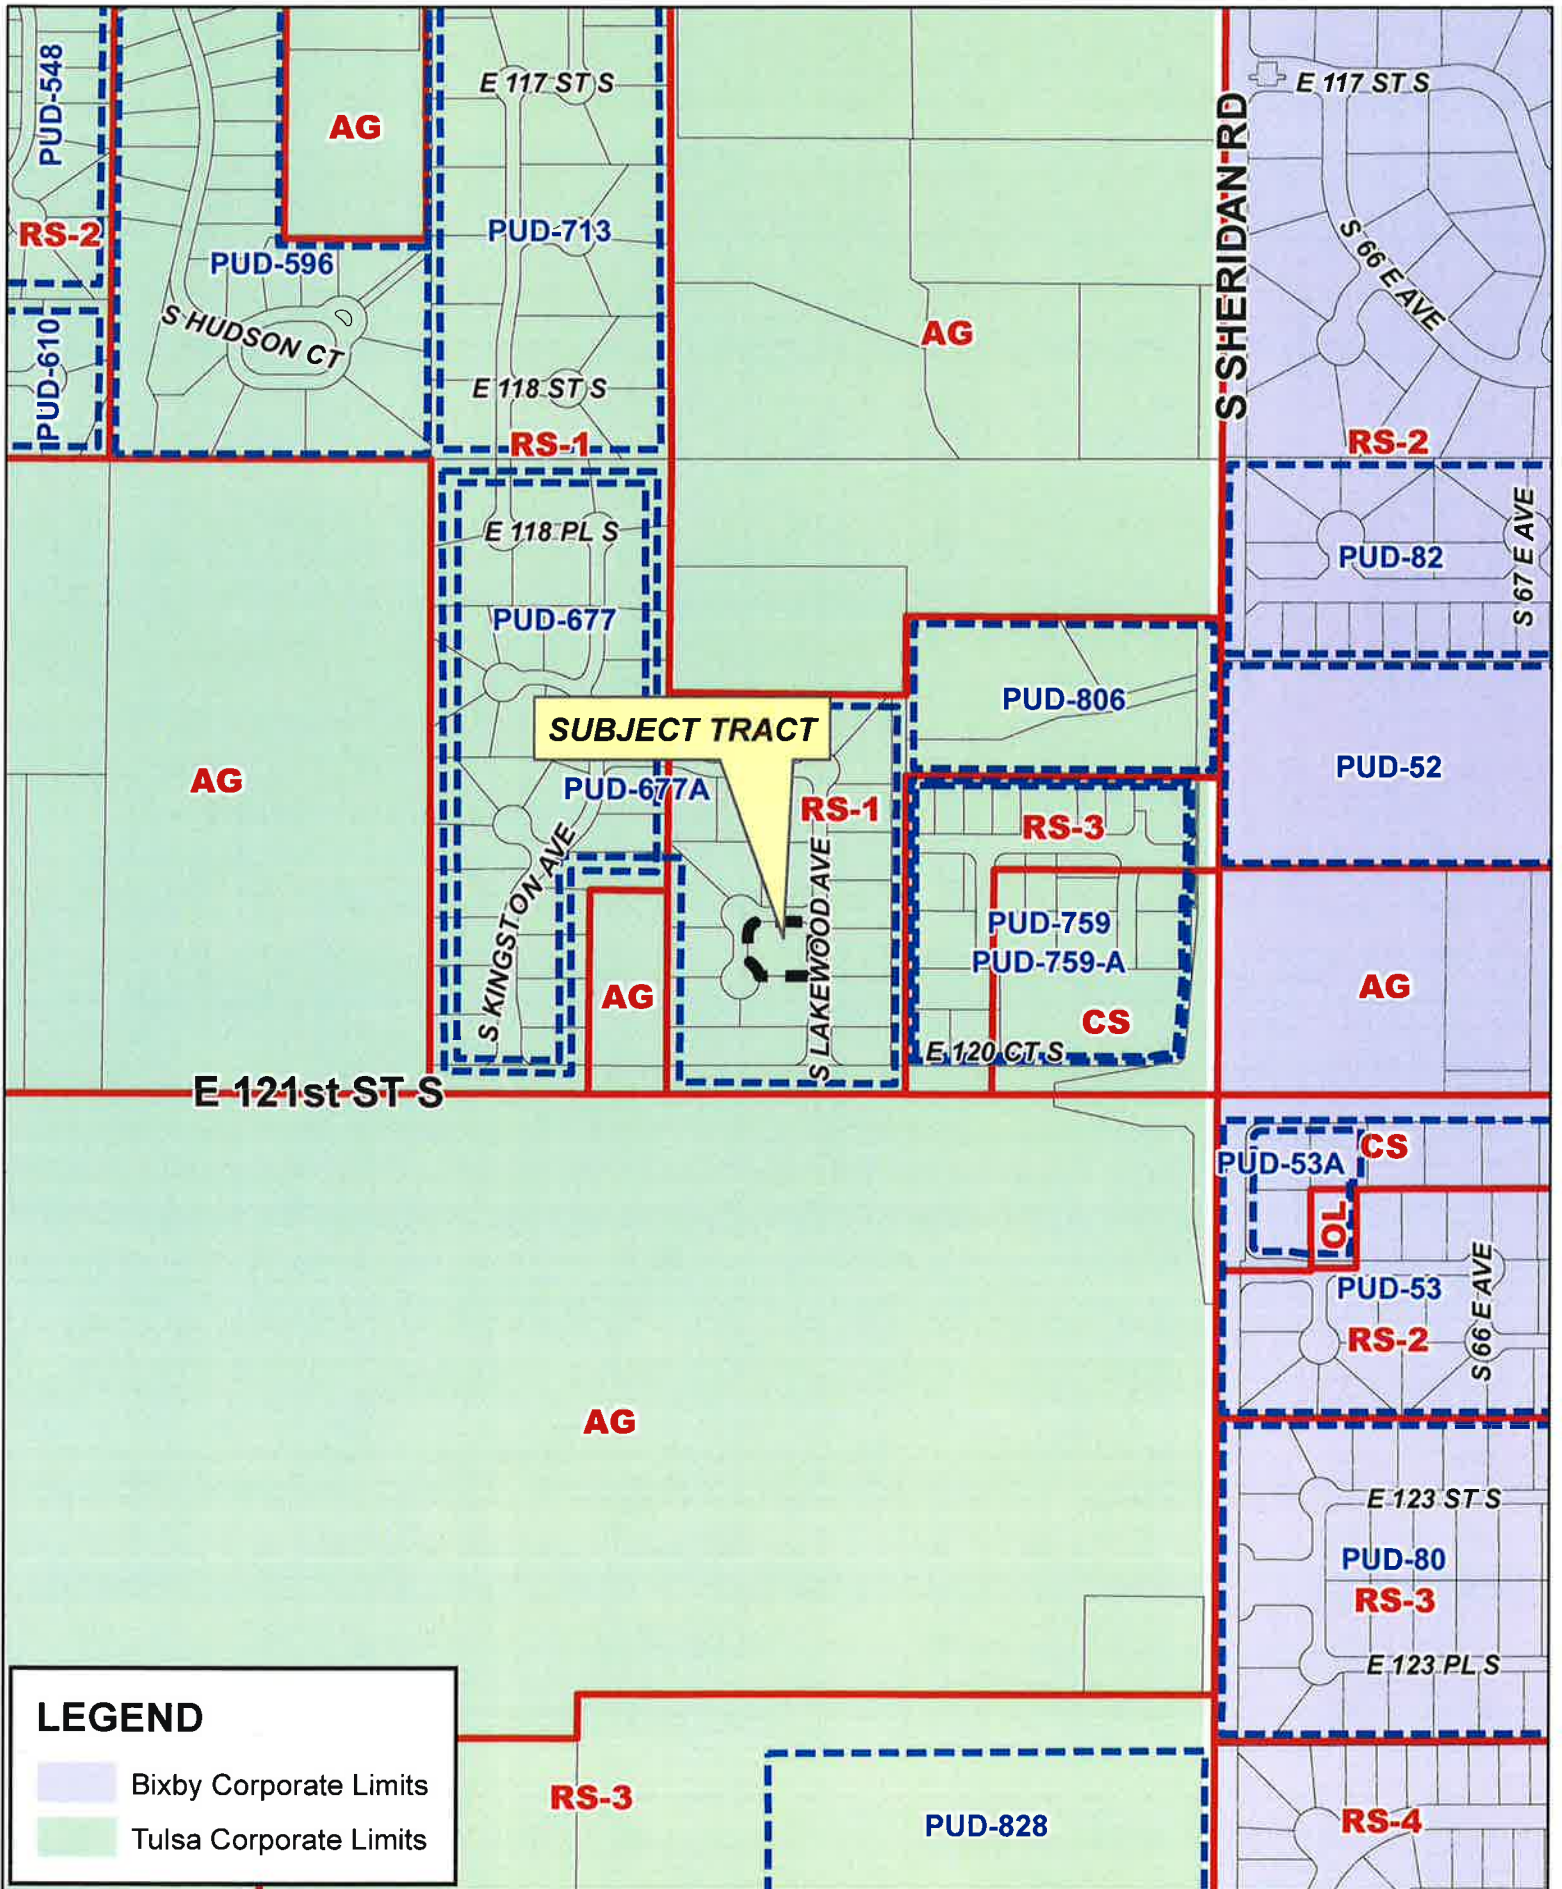 PUD-548
E 117 ST S
E 117 ST S
AG
S SHERIDAN RD
RS-2
PUD-713
PUD-596
S 66 E AVE
S HUDSON CT
AG
PUD-610
E 118 ST S
RS-1
RS-2
E 118 PL S
PUD-82
S 67 E AVE
PUD-677
PUD-806
SUBJECT TRACT
PUD-52
AG
PUD-677A
RS-1
RS-3
S KINGSTON AVE
S LAKEWOOD AVE
PUD-759
PUD-759-A
AG
AG
CS
E 120 CT S
E 121st ST S
CS
PUD-53A
OL
PUD-53
S 66 E AVE
RS-2
AG
E 123 ST S
PUD-80
RS-3
E 123 PL S
LEGEND
Bixby Corporate Limits
Tulsa Corporate Limits
RS-3
PUD-828
RS-4